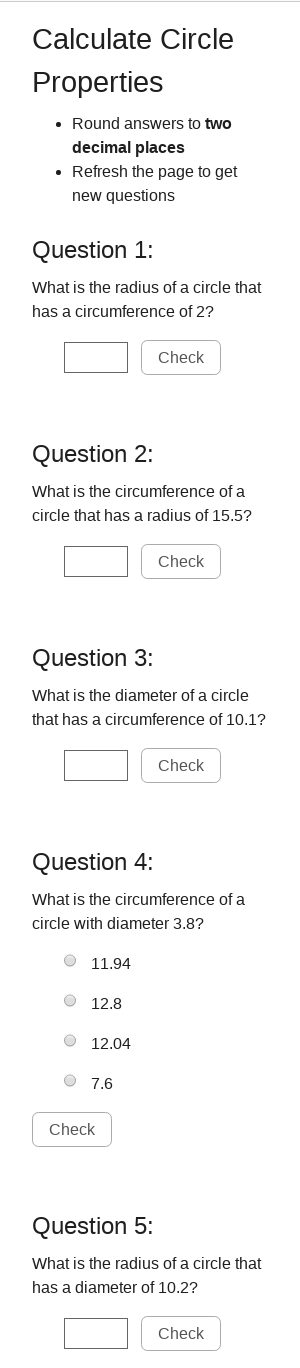 Calculate Circle
Properties
Round answers to two
decimal places
Refresh the page to get
new questions
Question 1:
What is the radius of a circle that
has a circumference of 2?
Check
Question 2:
What is the circumference of a
circle that has a radius of 15.5?
Check
Question 3:
What is the diameter of a circle
that has a circumference of 10.1?
Check
Question 4:
What is the circumference of a
circle with diameter 3.8?
11.94
12.8
12.04
7.6
Check
Question 5:
What is the radius of a circle that
has a diameter of 10.2?
Check